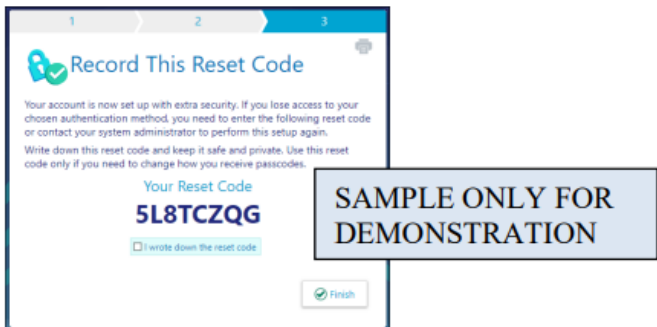 1
2
3
Record This Reset Code
Your account is now set up with extra security. If you lose access to your
chosen authentication method, you need to enter the following reset code
or contact your system administrator to perform this setup again.
Write down this reset code and keep it safe and private. Use this reset
code only if you need to change how you receive passcodes.
Your Reset Code
5L8TCZQG
I wrote down the reset code
Finish
SAMPLE ONLY FOR
DEMONSTRATION